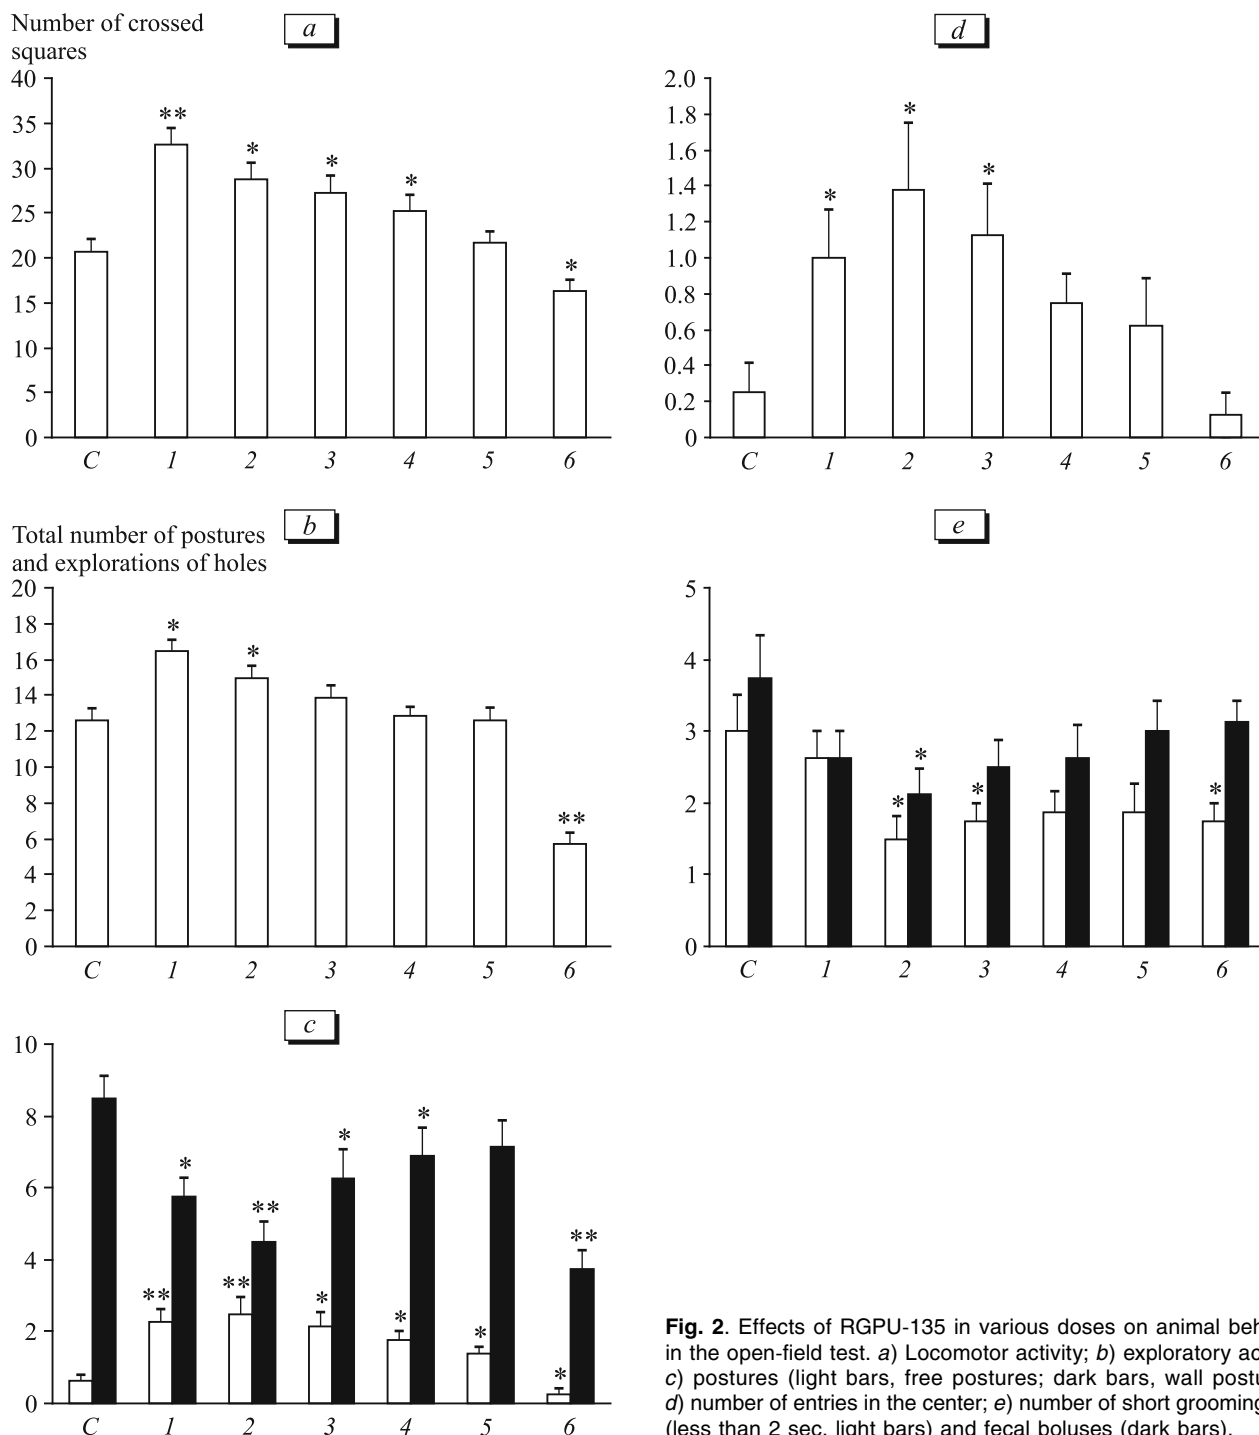 Number of crossed
squares
a
40
35
30
25
20
15
10
5
0
**
*
*
*
*
C 1 2 3 4 5 6
d
2.0
1.8
1.6
1.4
1.2
1.0
0.8
0.6
0.4
0.2
0
*
*
*
C 1 2 3 4 5 6
Total number of postures
and explorations of holes
b
20
18
16
14
12
10
8
6
4
2
0
*
*
**
C 1 2 3 4 5 6
e
5
4
3
2
1
0
* * * *
C 1 2 3 4 5 6
c
10
8
6
4
2
0
** * ** ** * * * * * * **
C 1 2 3 4 5 6
Fig. 2. Effects of RGPU-135 in various doses on animal beh
in the open-field test. a) Locomotor activity; b) exploratory ac
c) postures (light bars, free postures; dark bars, wall postu
d) number of entries in the center; e) number of short grooming
(less than 2 sec, light bars) and fecal boluses (dark bars).